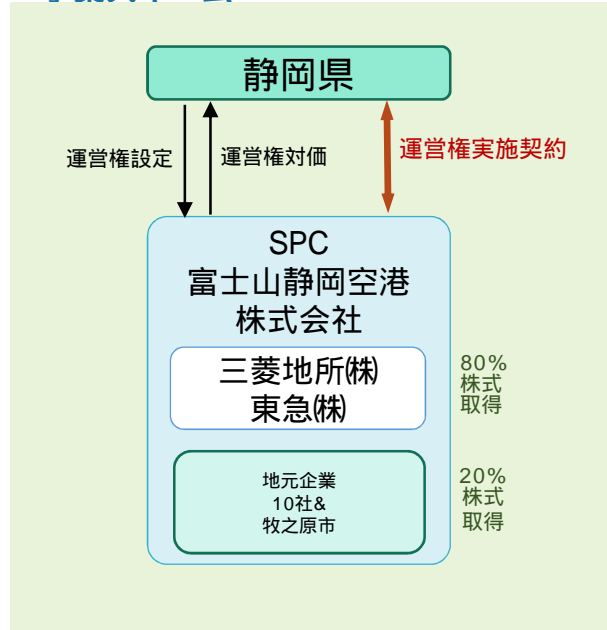 静岡県
運営権設定
運営権対価
運営権実施契約
SPC
富士山静岡空港
株式会社
三菱地所㈱
東急㈱
80%
株式
取得
地元企業
10社&
牧之原市
20%
株式
取得